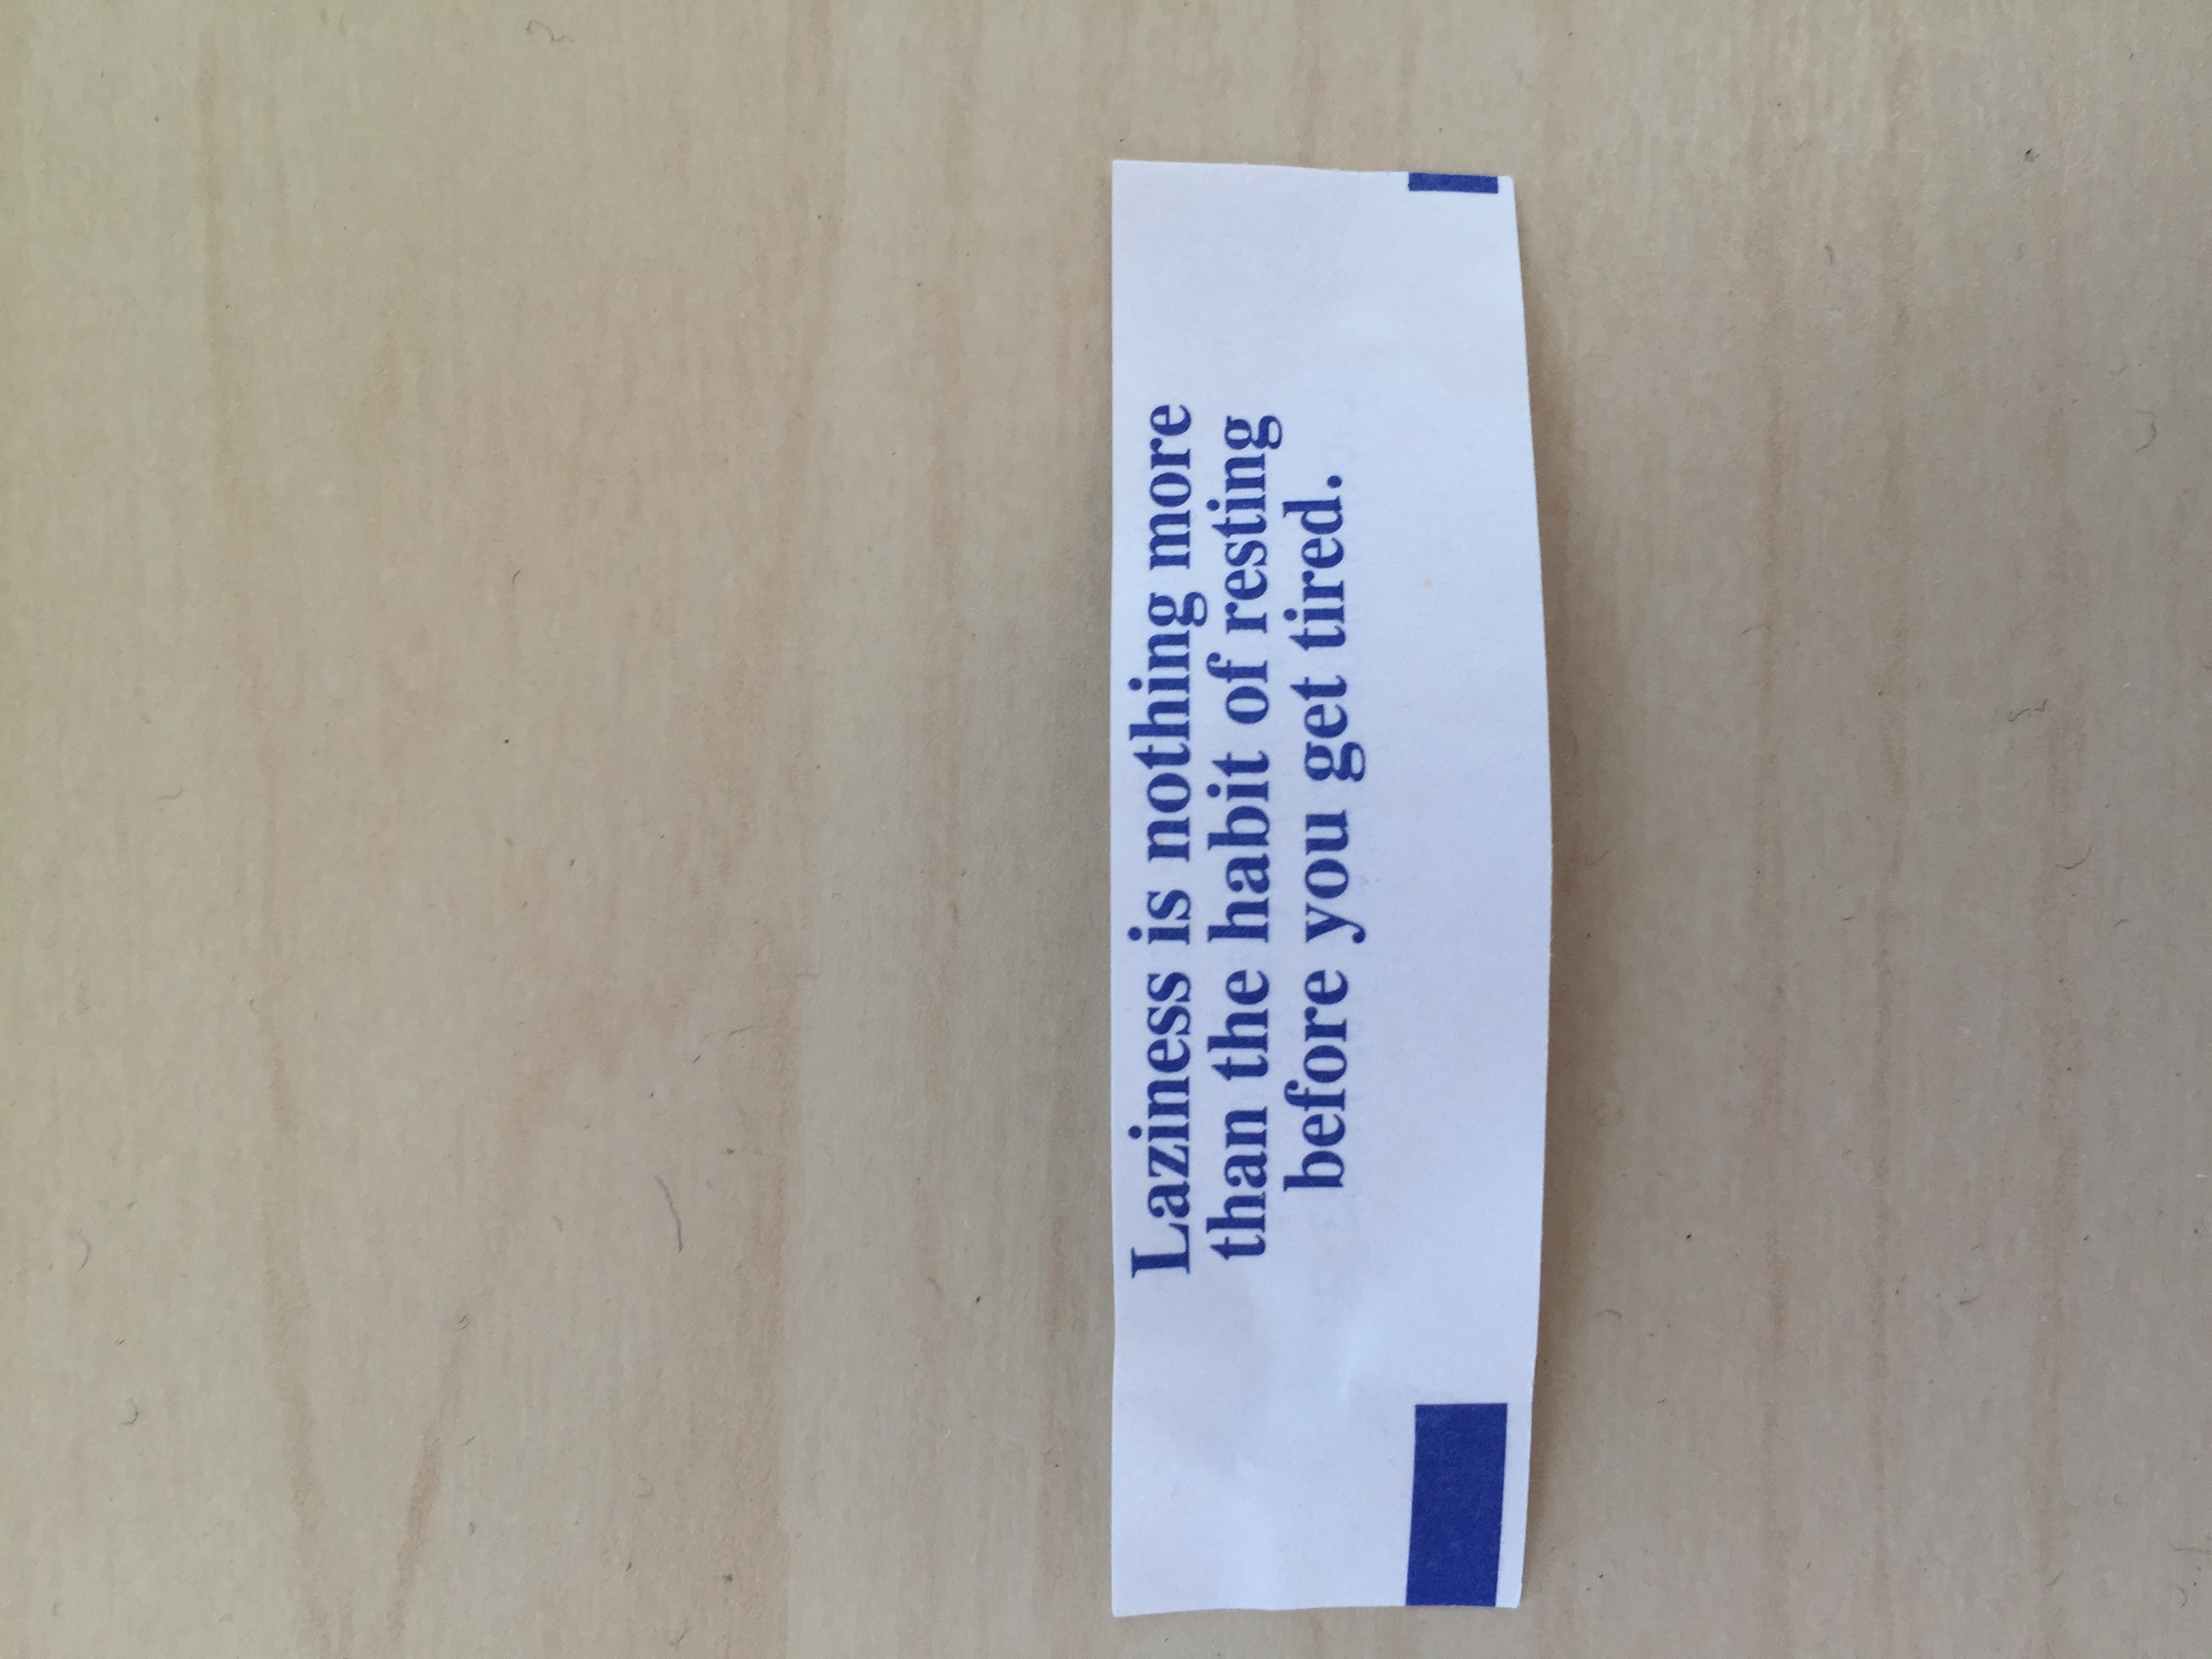 Laziness is nothing more
than the habit of resting
before you get tired.